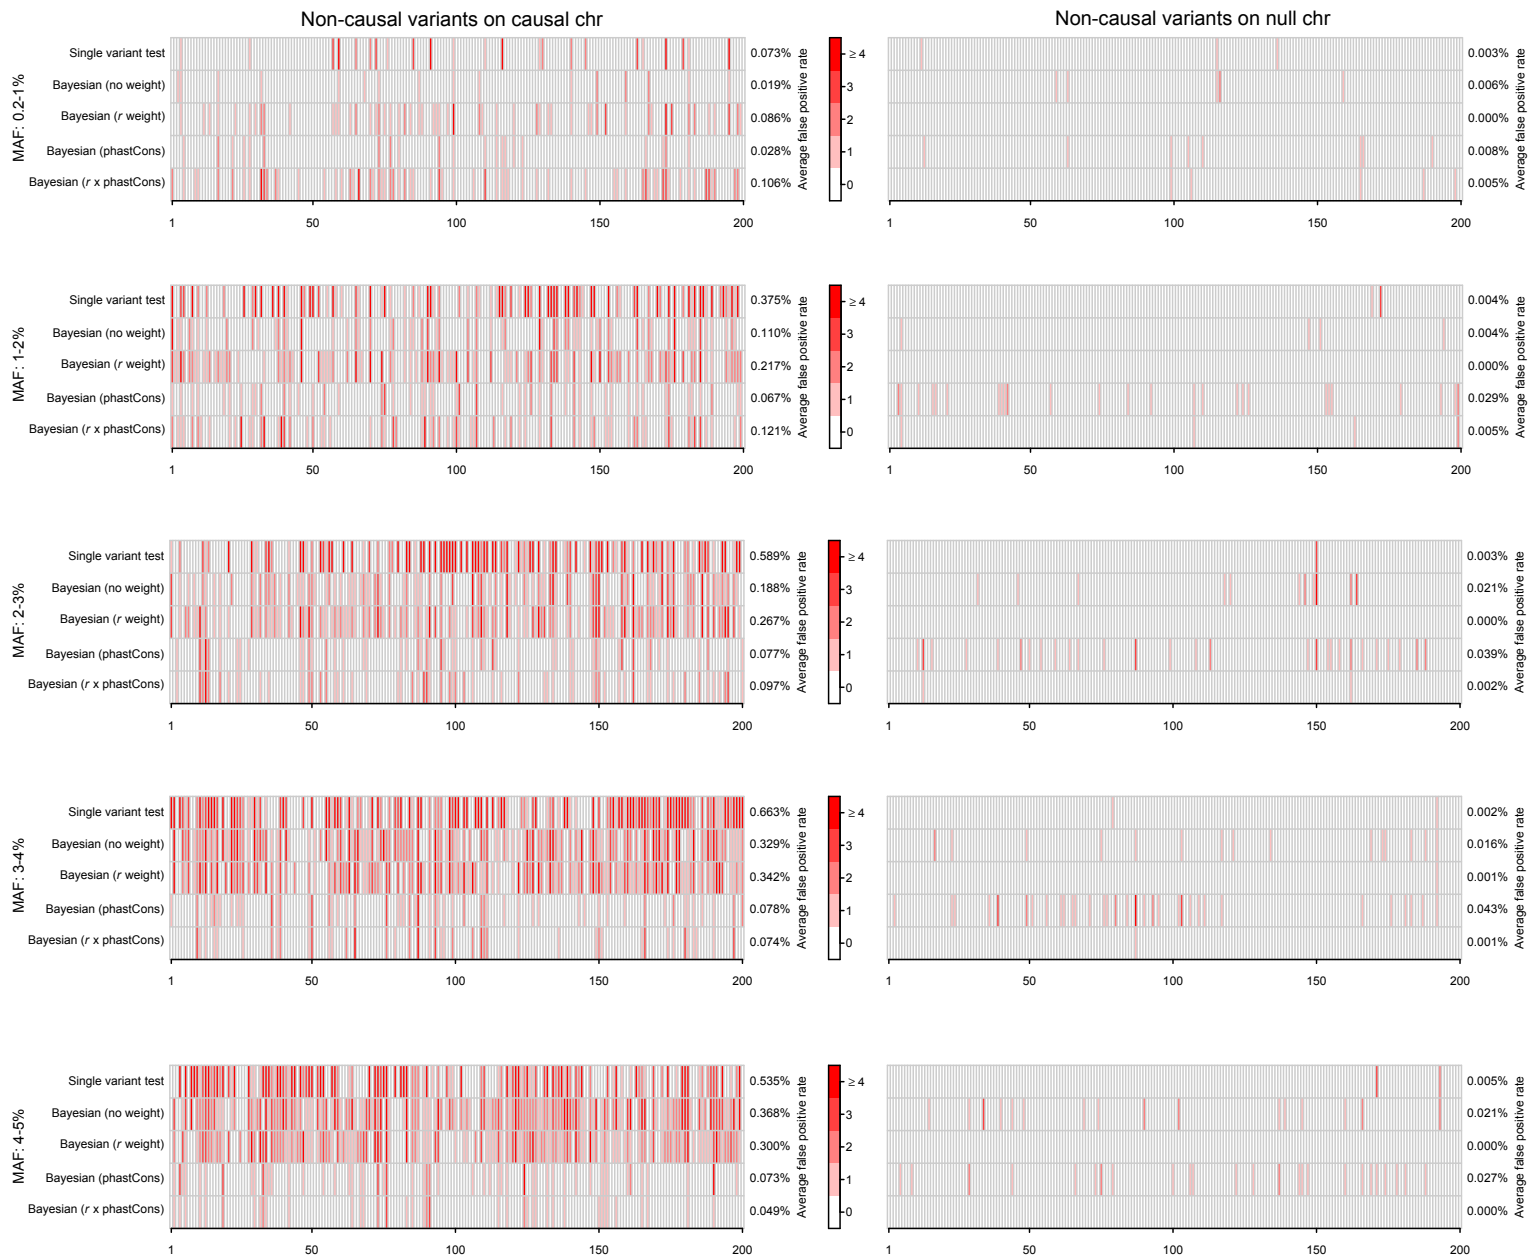 Non-causal variants on causal chr
Non-causal variants on null chr
MAF: 0.2-1%
Single variant test
Bayesian (no weight)
Bayesian (r weight)
Bayesian (phastCons)
Bayesian (r x phastCons)
0.073%
0.019%
0.086%
0.028%
0.106%
Average false positive rate
≥ 4
3
2
1
0
0.003%
0.006%
0.000%
0.008%
0.005%
Average false positive rate
1 50 100 150 200
1 50 100 150 200
MAF: 1-2%
Single variant test
Bayesian (no weight)
Bayesian (r weight)
Bayesian (phastCons)
Bayesian (r x phastCons)
0.375%
0.110%
0.217%
0.067%
0.121%
Average false positive rate
≥ 4
3
2
1
0
0.004%
0.004%
0.000%
0.029%
0.005%
Average false positive rate
1 50 100 150 200
1 50 100 150 200
MAF: 2-3%
Single variant test
Bayesian (no weight)
Bayesian (r weight)
Bayesian (phastCons)
Bayesian (r x phastCons)
0.589%
0.188%
0.267%
0.077%
0.097%
Average false positive rate
≥ 4
3
2
1
0
0.003%
0.021%
0.000%
0.039%
0.002%
Average false positive rate
1 50 100 150 200
1 50 100 150 200
MAF: 3-4%
Single variant test
Bayesian (no weight)
Bayesian (r weight)
Bayesian (phastCons)
Bayesian (r x phastCons)
0.663%
0.329%
0.342%
0.078%
0.074%
Average false positive rate
≥ 4
3
2
1
0
0.002%
0.016%
0.001%
0.043%
0.001%
Average false positive rate
1 50 100 150 200
1 50 100 150 200
MAF: 4-5%
Single variant test
Bayesian (no weight)
Bayesian (r weight)
Bayesian (phastCons)
Bayesian (r x phastCons)
0.535%
0.368%
0.300%
0.073%
0.049%
Average false positive rate
≥ 4
3
2
1
0
0.005%
0.021%
0.000%
0.027%
0.000%
Average false positive rate
1 50 100 150 200
1 50 100 150 200